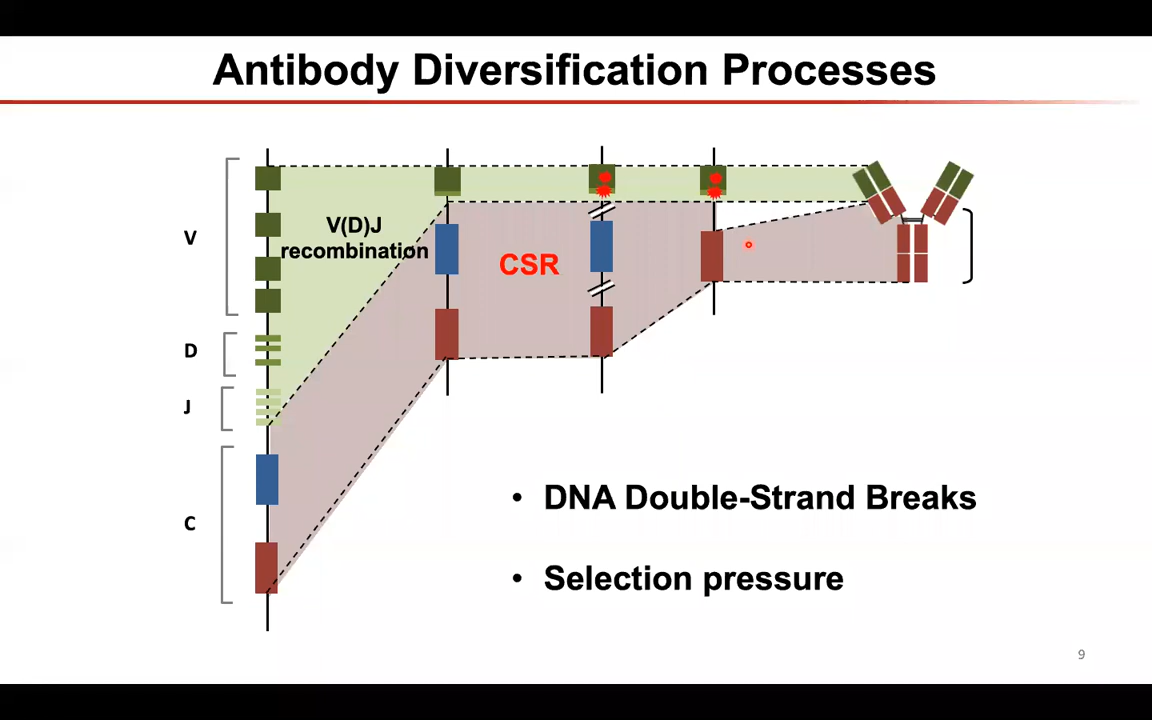 Antibody Diversification Processes
V
V(D)J
recombination
CSR
D
J
C
• DNA Double-Strand Breaks
• Selection pressure
9